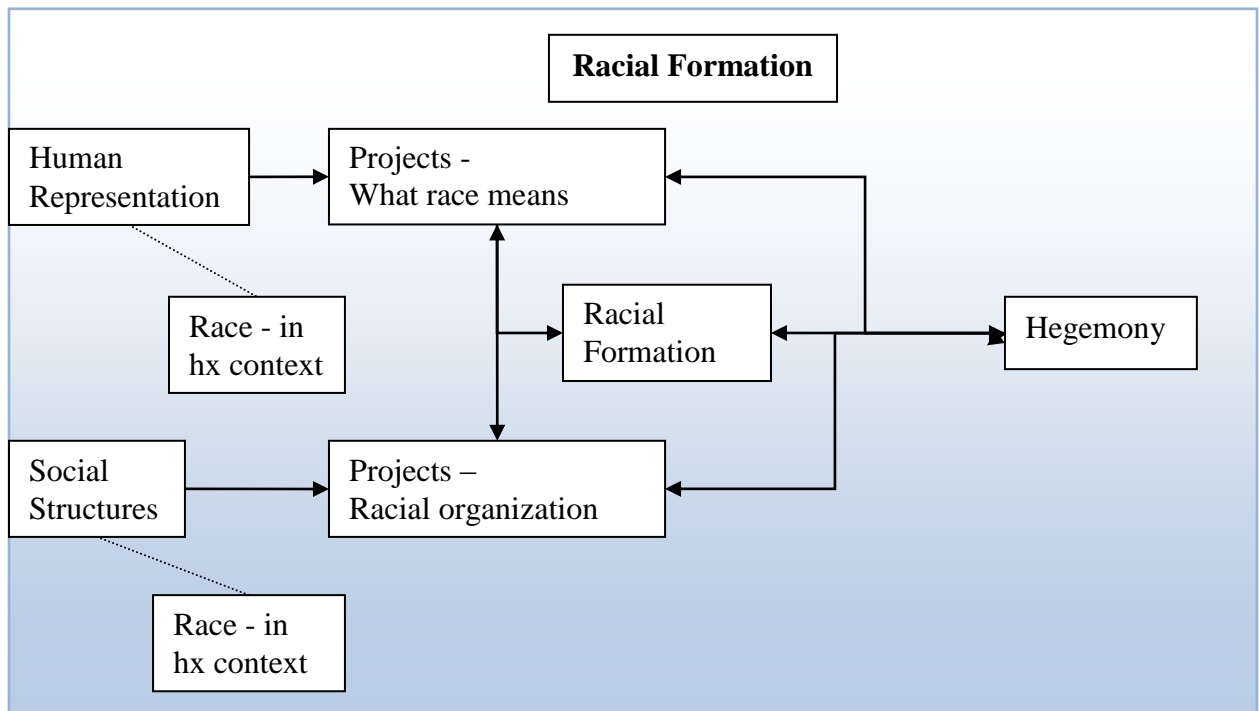 Racial Formation
Human
Representation
Projects -
What race means
Race - in
hx context
Racial
Formation
Hegemony
Social
Structures
Projects –
Racial organization
Race - in
hx context